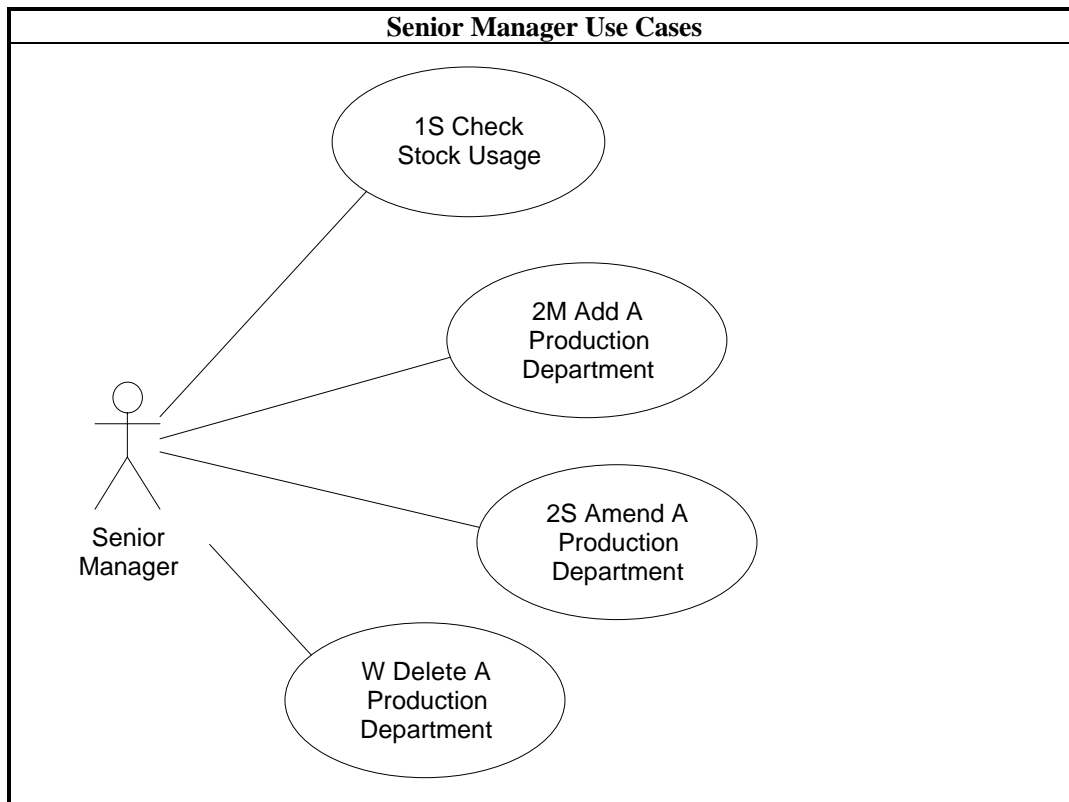 Senior Manager Use Cases
1S Check
Stock Usage
2M Add A
Production
Department
2S Amend A
Production
Department
Senior
Manager
W Delete A
Production
Department